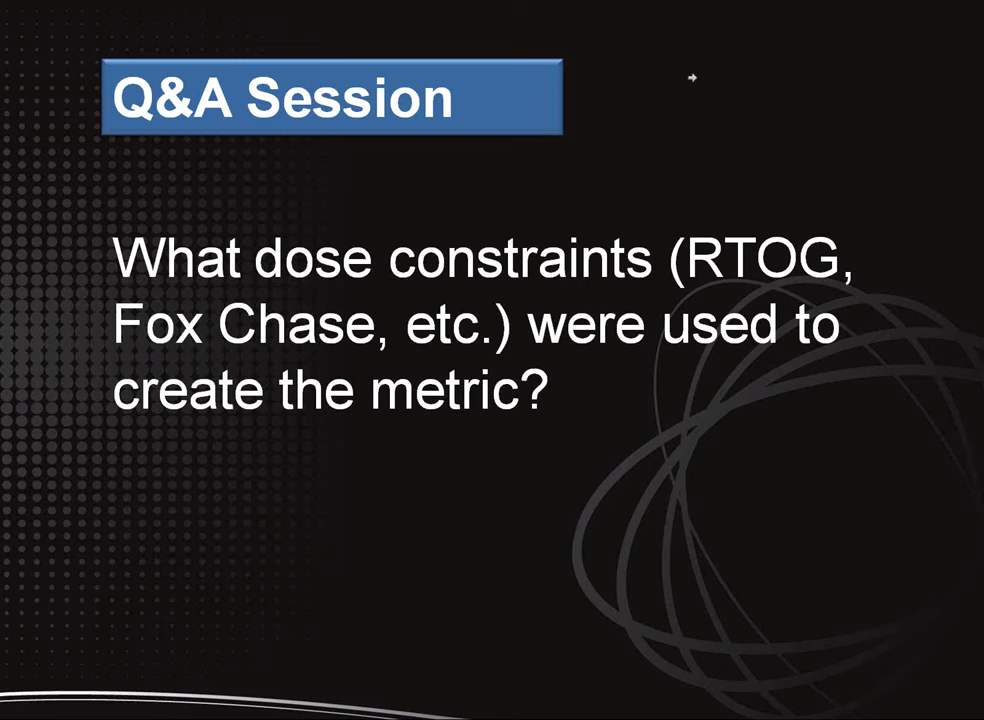 Q&A Session
What dose constraints (RTOG,
Fox Chase, etc.) were used to
create the metric?